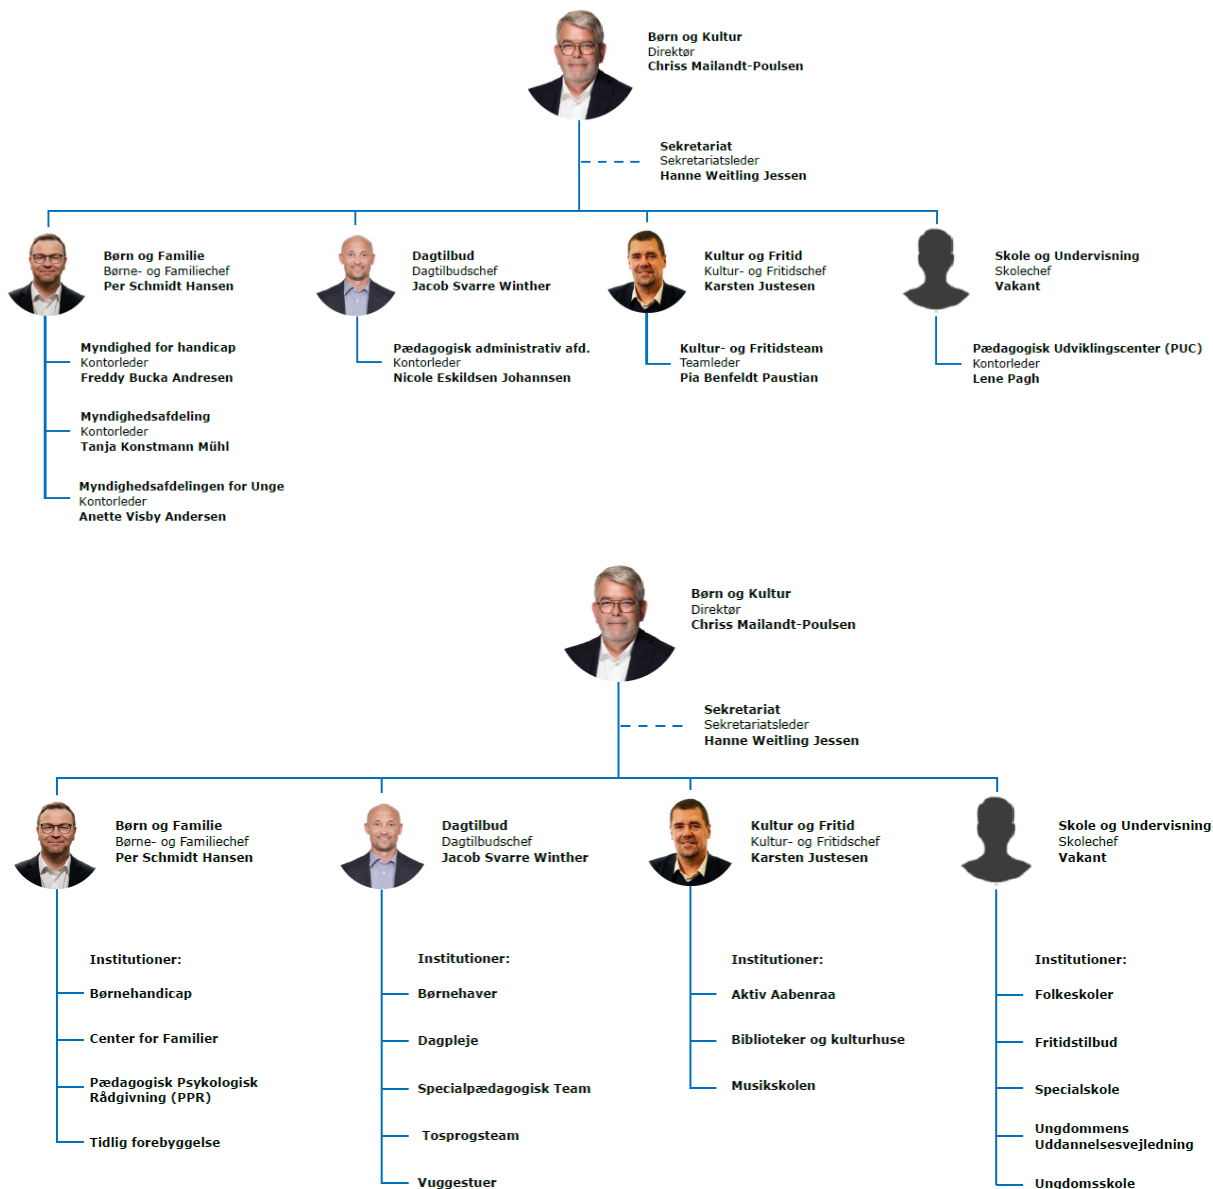 Børn og Kultur
Direktør
Chriss Mailandt-Poulsen
Sekretariat
Sekretariatsleder
Hanne Weitling Jessen
Børn og Familie
Børne- og Familiechef
Per Schmidt Hansen
Dagtilbud
Dagtilbudschef
Jacob Svarre Winther
Kultur og Fritid
Kultur- og Fritidschef
Karsten Justesen
Skole og Undervisning
Skolechef
Vakant
Myndighed for handicap
Kontorleder
Freddy Bucka Andresen
Myndighedsafdeling
Kontorleder
Tanja Konstmann Mühl
Myndighedsafdelingen for Unge
Kontorleder
Anette Visby Andersen
Pædagogisk administrativ afd.
Kontorleder
Nicole Eskildsen Johannsen
Kultur- og Fritidsteam
Teamleder
Pia Benfeldt Paustian
Pædagogisk Udviklingscenter (PUC)
Kontorleder
Lene Pagh
Børn og Kultur
Direktør
Chriss Mailandt-Poulsen
Sekretariat
Sekretariatsleder
Hanne Weitling Jessen
Børn og Familie
Børne- og Familiechef
Per Schmidt Hansen
Dagtilbud
Dagtilbudschef
Jacob Svarre Winther
Kultur og Fritid
Kultur- og Fritidschef
Karsten Justesen
Skole og Undervisning
Skolechef
Vakant
Institutioner:
Børnehandicap
Center for Familier
Pædagogisk Psykologisk
Rådgivning (PPR)
Tidlig forebyggelse
Institutioner:
Børnehaver
Dagpleje
Specialpædagogisk Team
Tosprogsteam
Vuggestuer
Institutioner:
Aktiv Aabenraa
Biblioteker og kulturhuse
Musikskolen
Institutioner:
Folkeskoler
Fritidstilbud
Specialskole
Ungdommens
Uddannelsesvejledning
Ungdomsskole